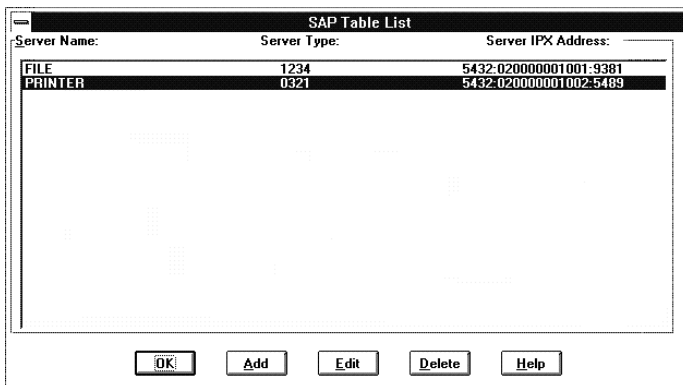 SAP Table List
Server Name: Server Type: Server IPX Address:
FILE 1234 5432:020000001001:9381
PRINTER 0321 5432:020000001002:5489
OK Add Edit Delete Help